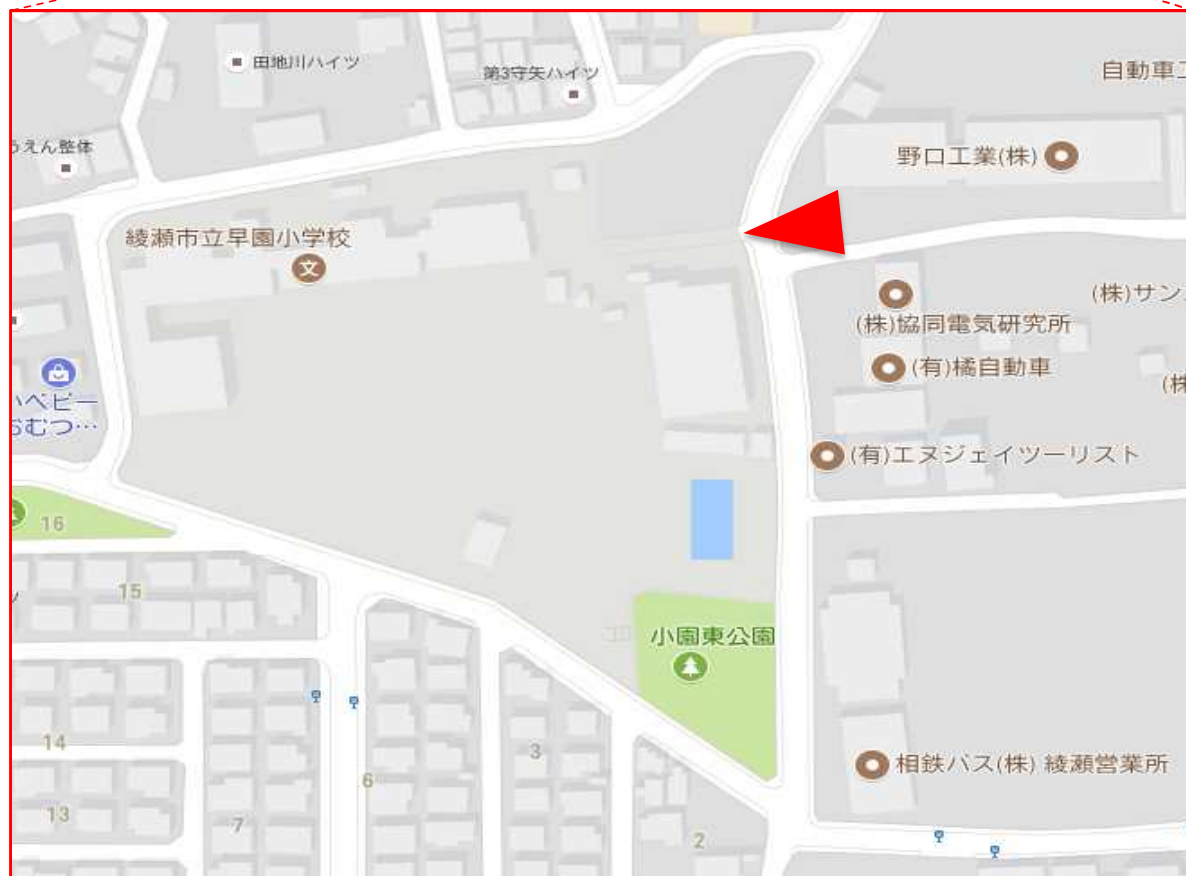 田地川ハイツ
第3守矢ハイツ
自動車工
うえん整体
野口工業(株)
綾瀬市立早園小学校
文
(株)サン
(株)協同電気研究所
(有)橘自動車
(株
ベビー
おむつ…
(有)エヌジェイツーリスト
16
15
小園東公園
14
3
相鉄バス(株) 綾瀬営業所
6
13
7
2